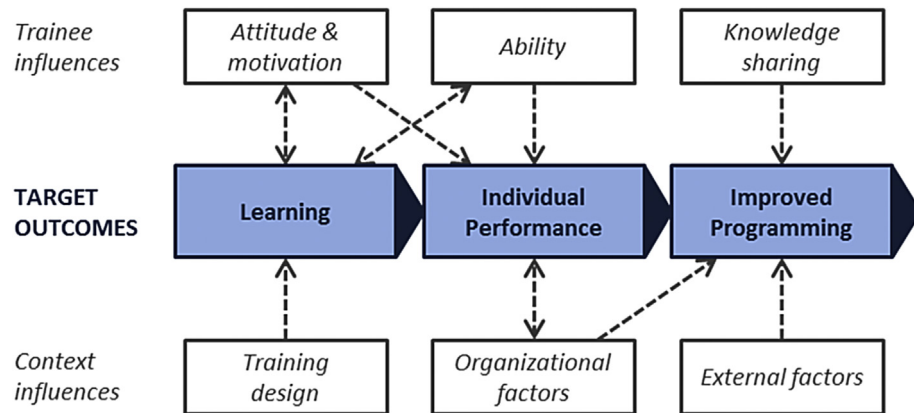 Trainee
influences
Attitude &
motivation
Ability
Knowledge
sharing
TARGET
OUTCOMES
Learning
Individual
Performance
Improved
Programming
Context
influences
Training
design
Organizational
factors
External factors